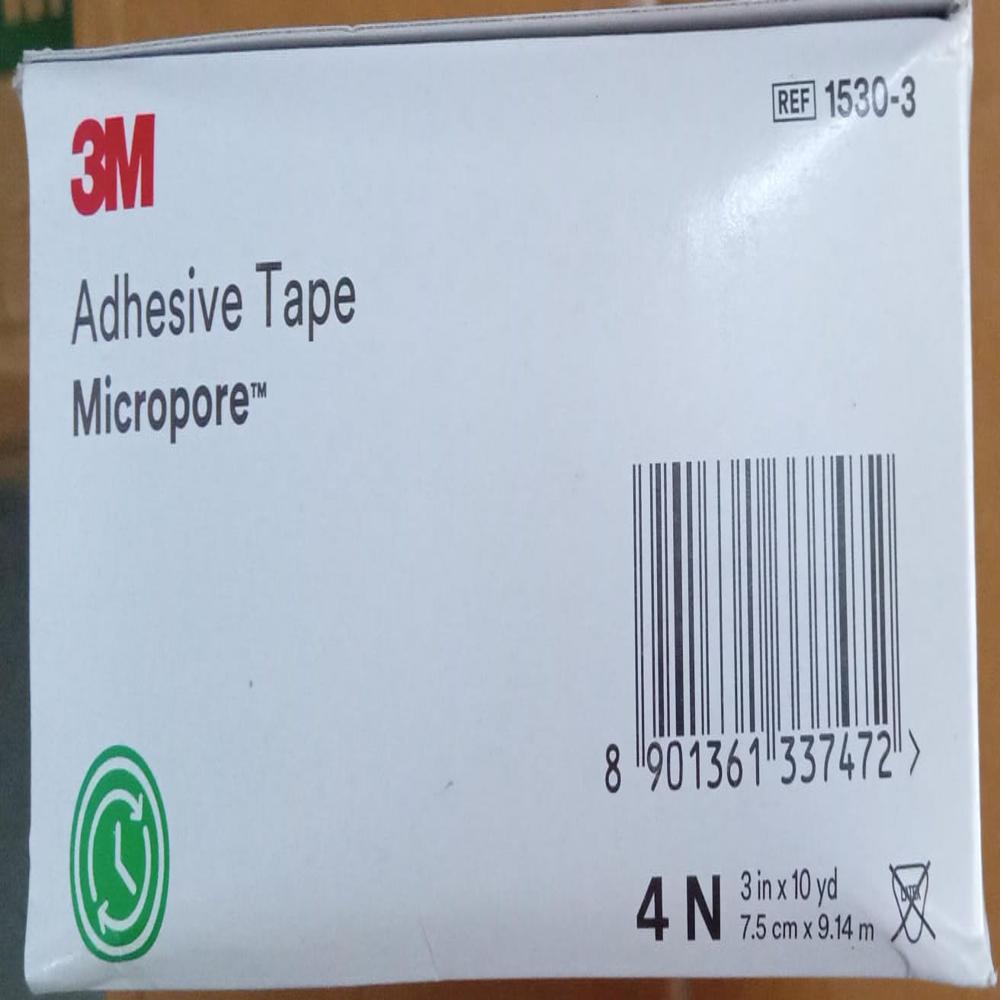 3M
REF 1530-3
Adhesive Tape
Micropore™
8 901361 337472 >
4 N
3 in x 10 yd
7.5 cm x 9.14 m
LATEX